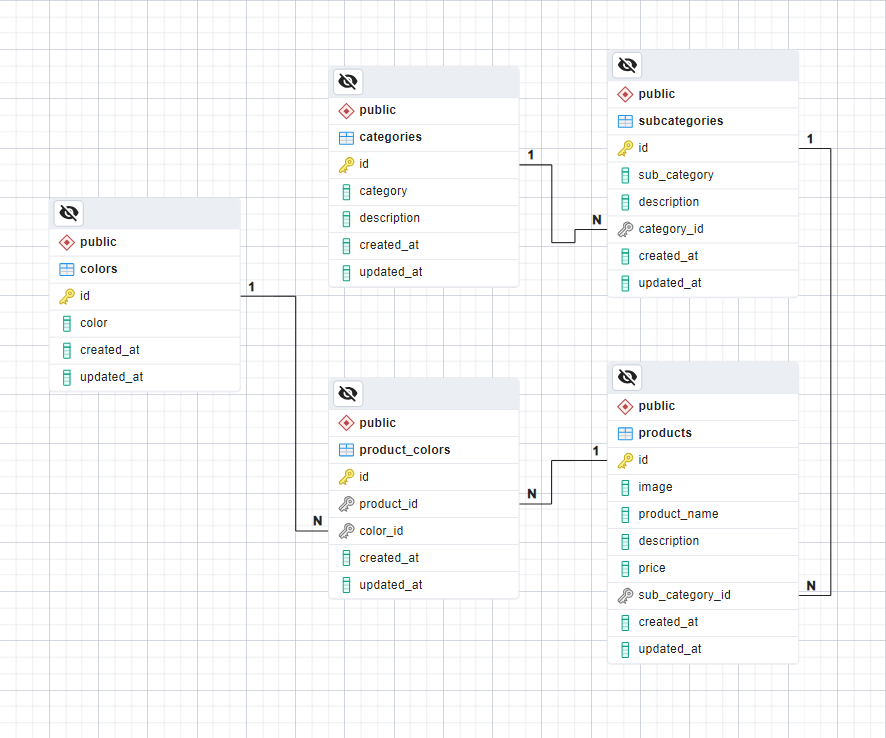 public
categories
id
category
description
created_at
updated_at
1
N
public
subcategories
id
sub_category
description
category_id
created_at
updated_at
1
N
public
colors
id
color
created_at
updated_at
1
N
public
product_colors
id
product_id
color_id
created_at
updated_at
N
1
public
products
id
image
product_name
description
price
sub_category_id
created_at
updated_at